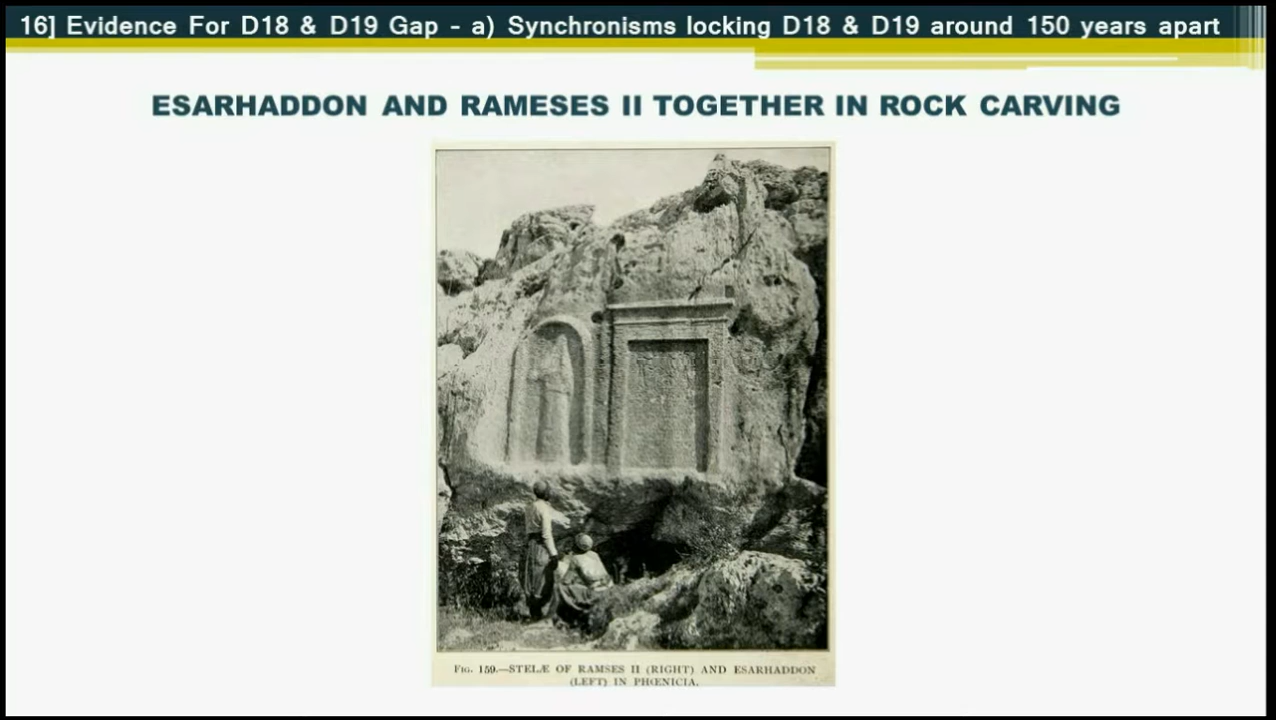 16] Evidence For D18 & D19 Gap - a) Synchronisms locking D18 & D19 around 150 years apart
ESARHADDON AND RAMESES II TOGETHER IN ROCK CARVING
FIG. 159.—STELÆ OF RAMSES II (RIGHT) AND ESARHADDON
(LEFT) IN PHŒNICIA.